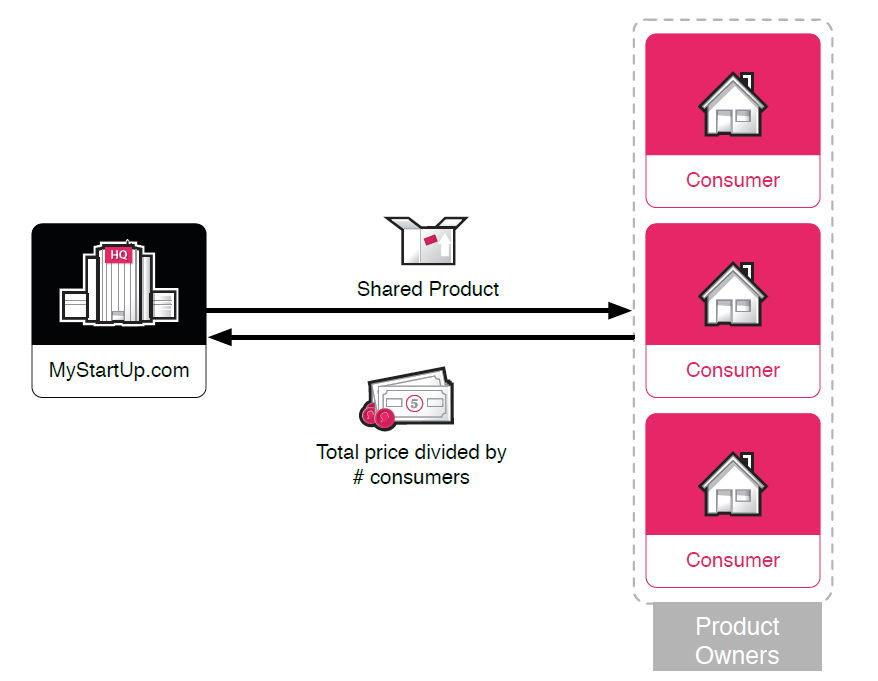 Consumer
HQ
MyStartUp.com
Shared Product
5
Total price divided by
# consumers
Consumer
Consumer
Product
Owners